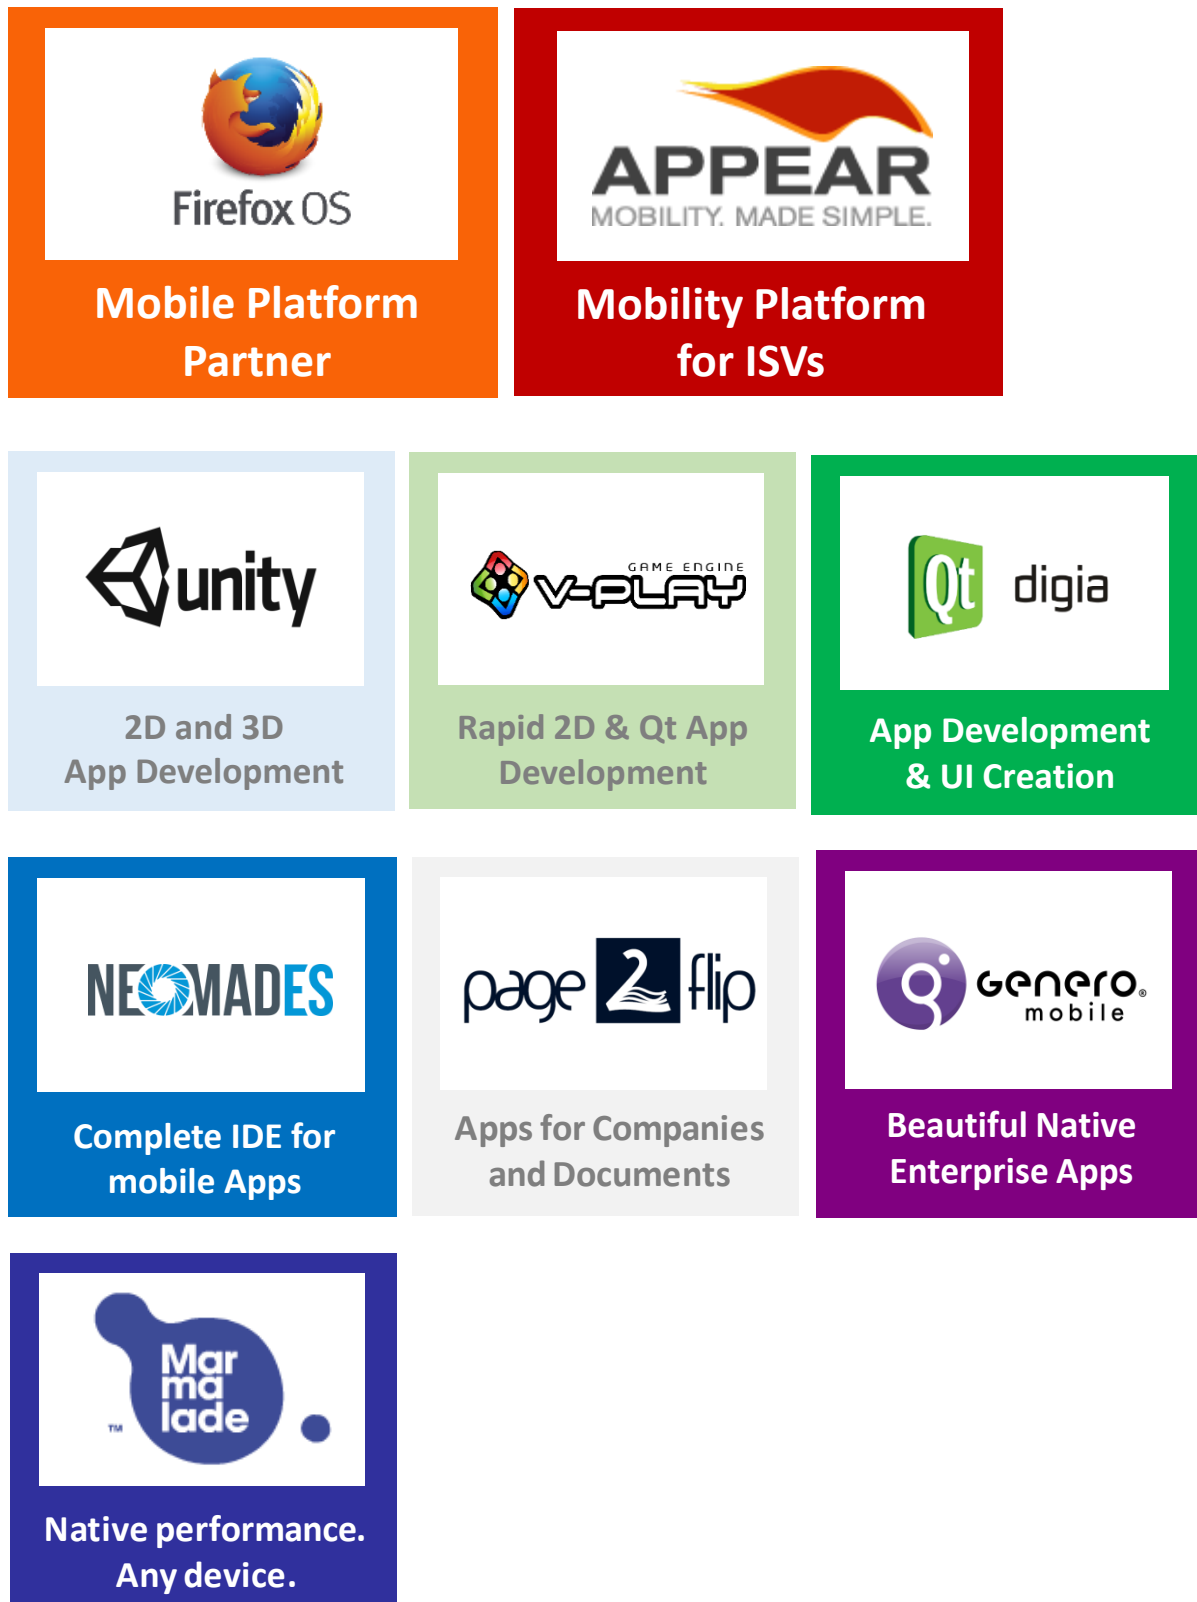 Firefox OS
Mobile Platform
Partner
APPEAR
MOBILITY. MADE SIMPLE.
Mobility Platform
for ISVs
unity
2D and 3D
App Development
GAME ENGINE
V-PLAY
Rapid 2D & Qt App
Development
Qt digia
App Development
& UI Creation
NEOMADES
Complete IDE for
mobile Apps
page 2 flip
Apps for Companies
and Documents
g genero®
mobile
Beautiful Native
Enterprise Apps
Mar
ma
lade
™
Native performance.
Any device.